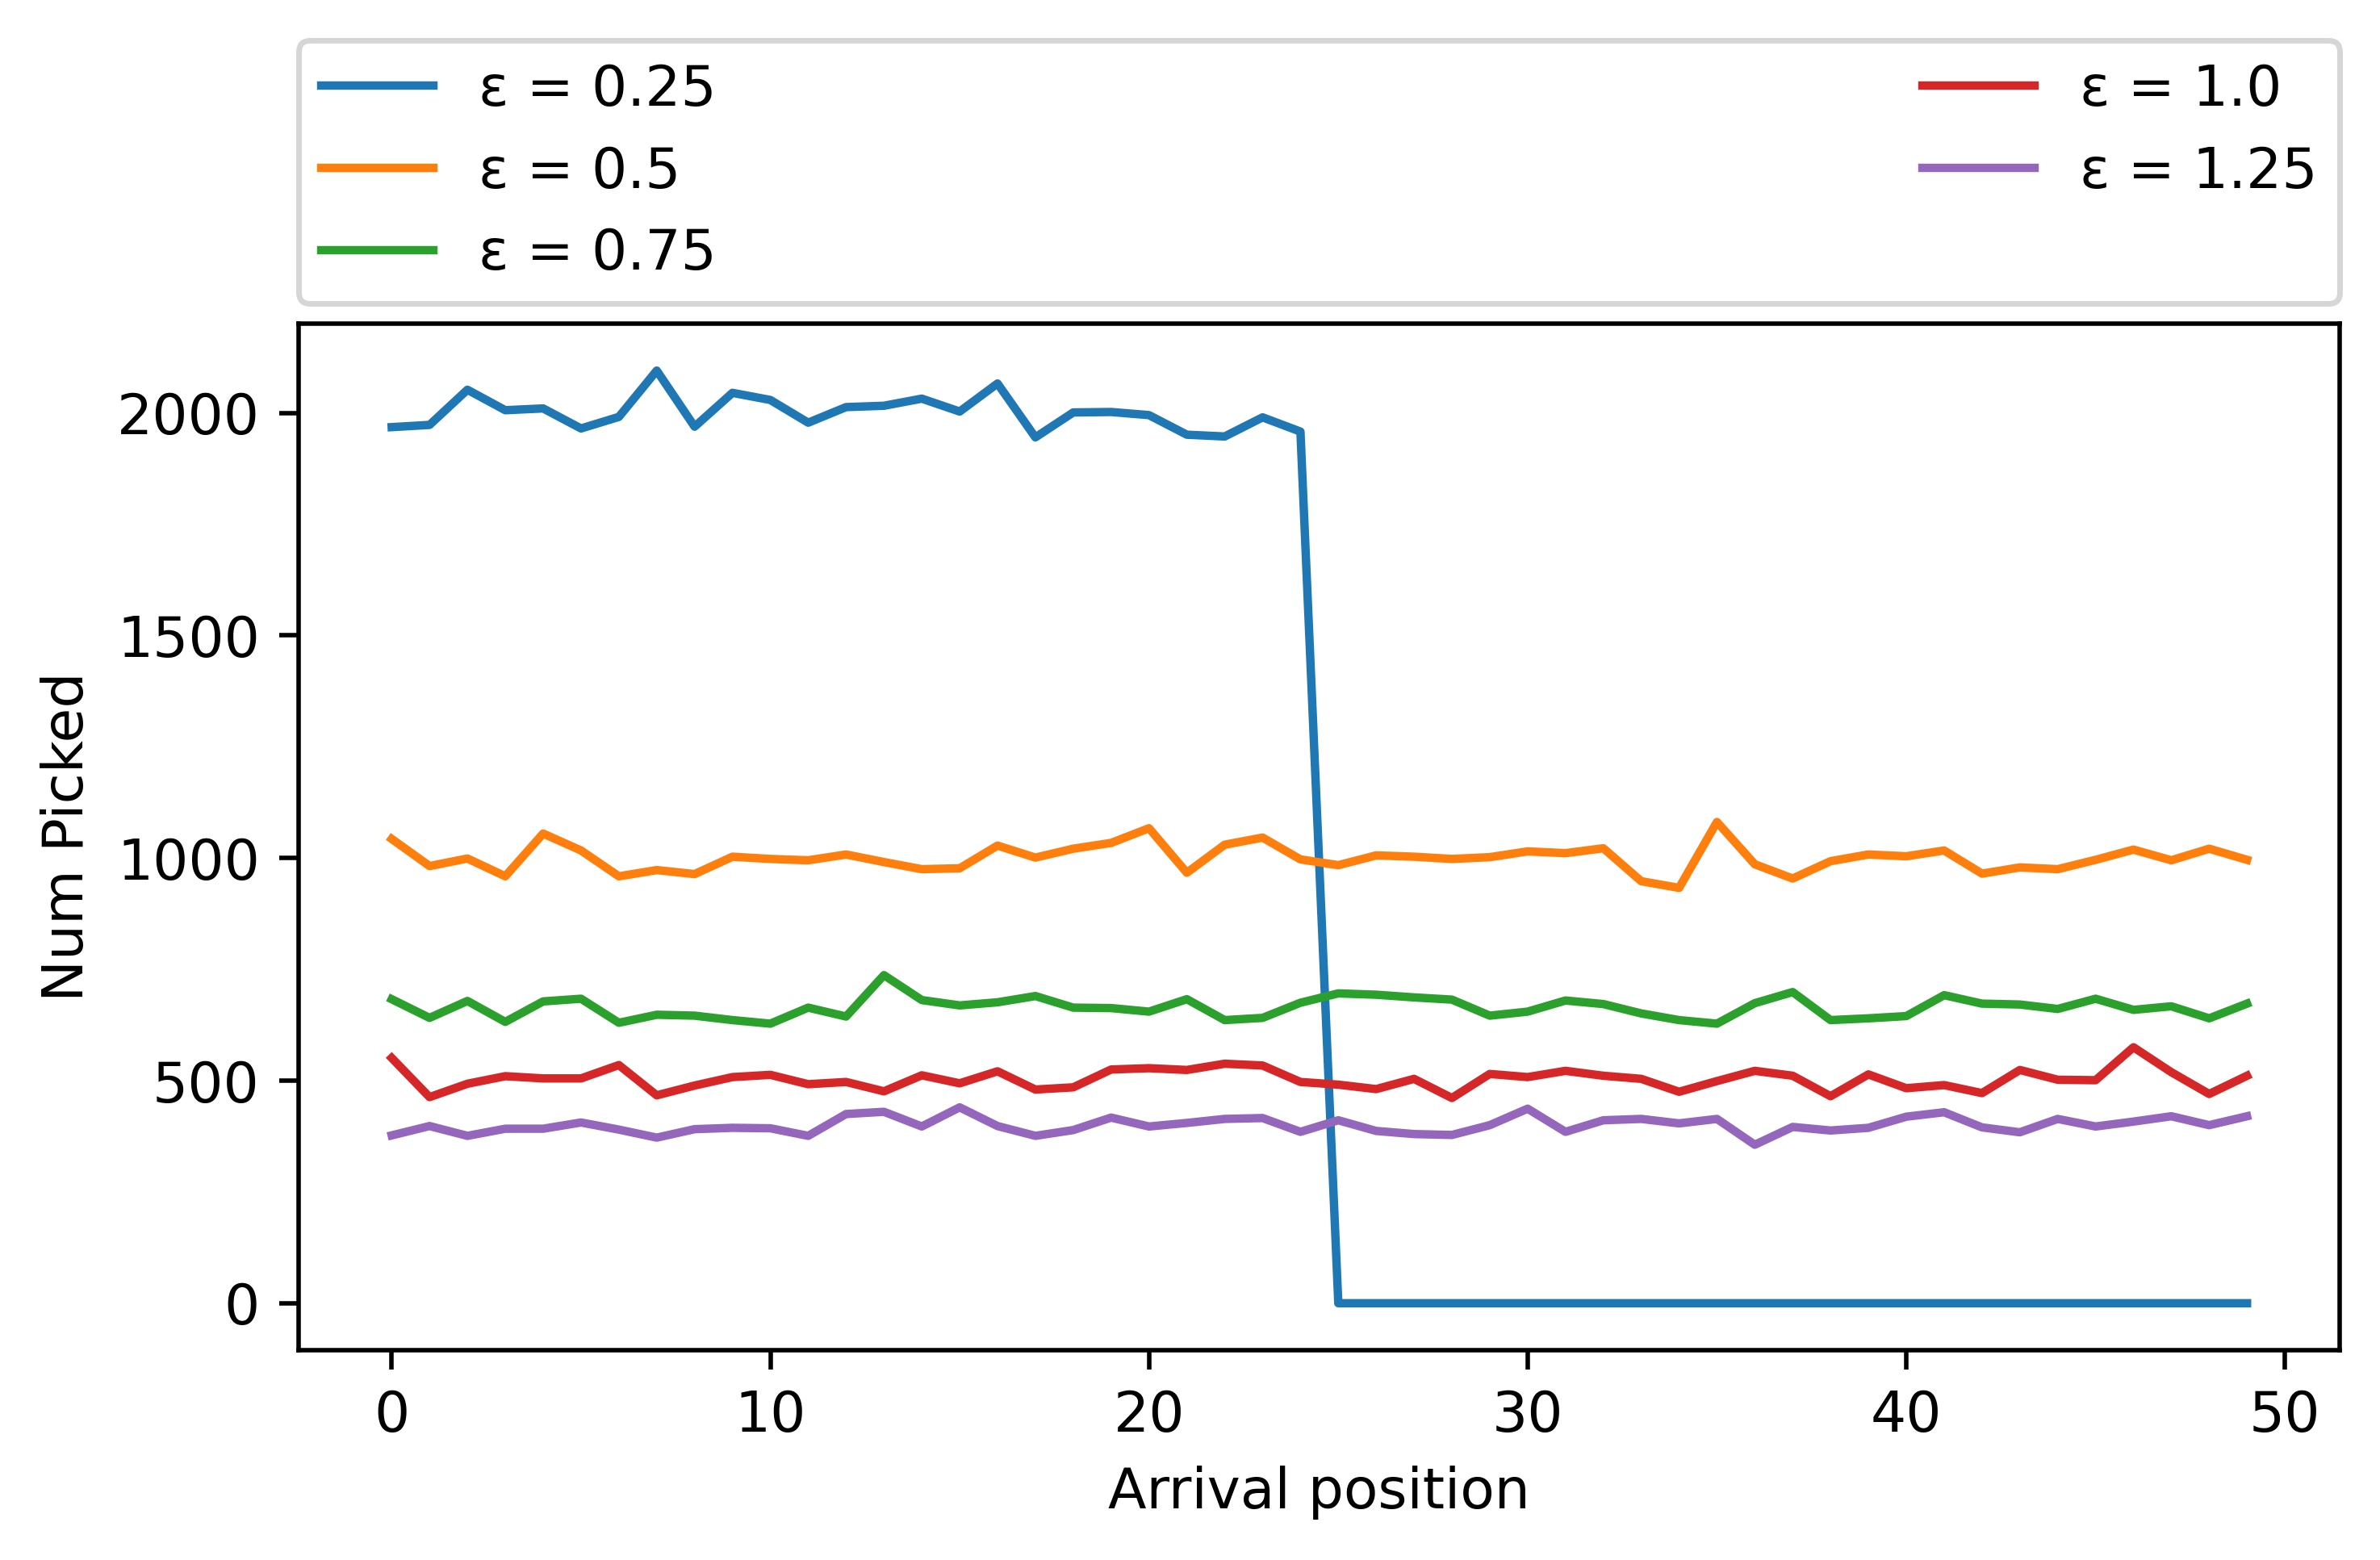 ε = 0.25
ε = 0.5
ε = 0.75
ε = 1.0
ε = 1.25
2000
1500
1000
500
0
Num Picked
0 10 20 30 40 50
Arrival position